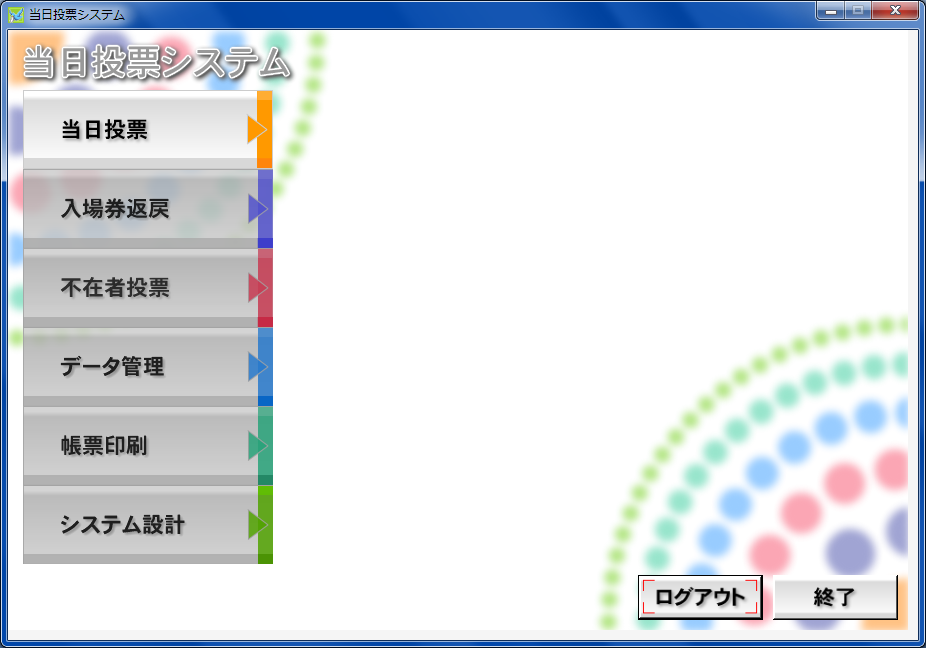 当日投票システム
当日投票システム
当日投票
入場券返戻
不在者投票
データ管理
帳票印刷
システム設計
ログアウト
終了